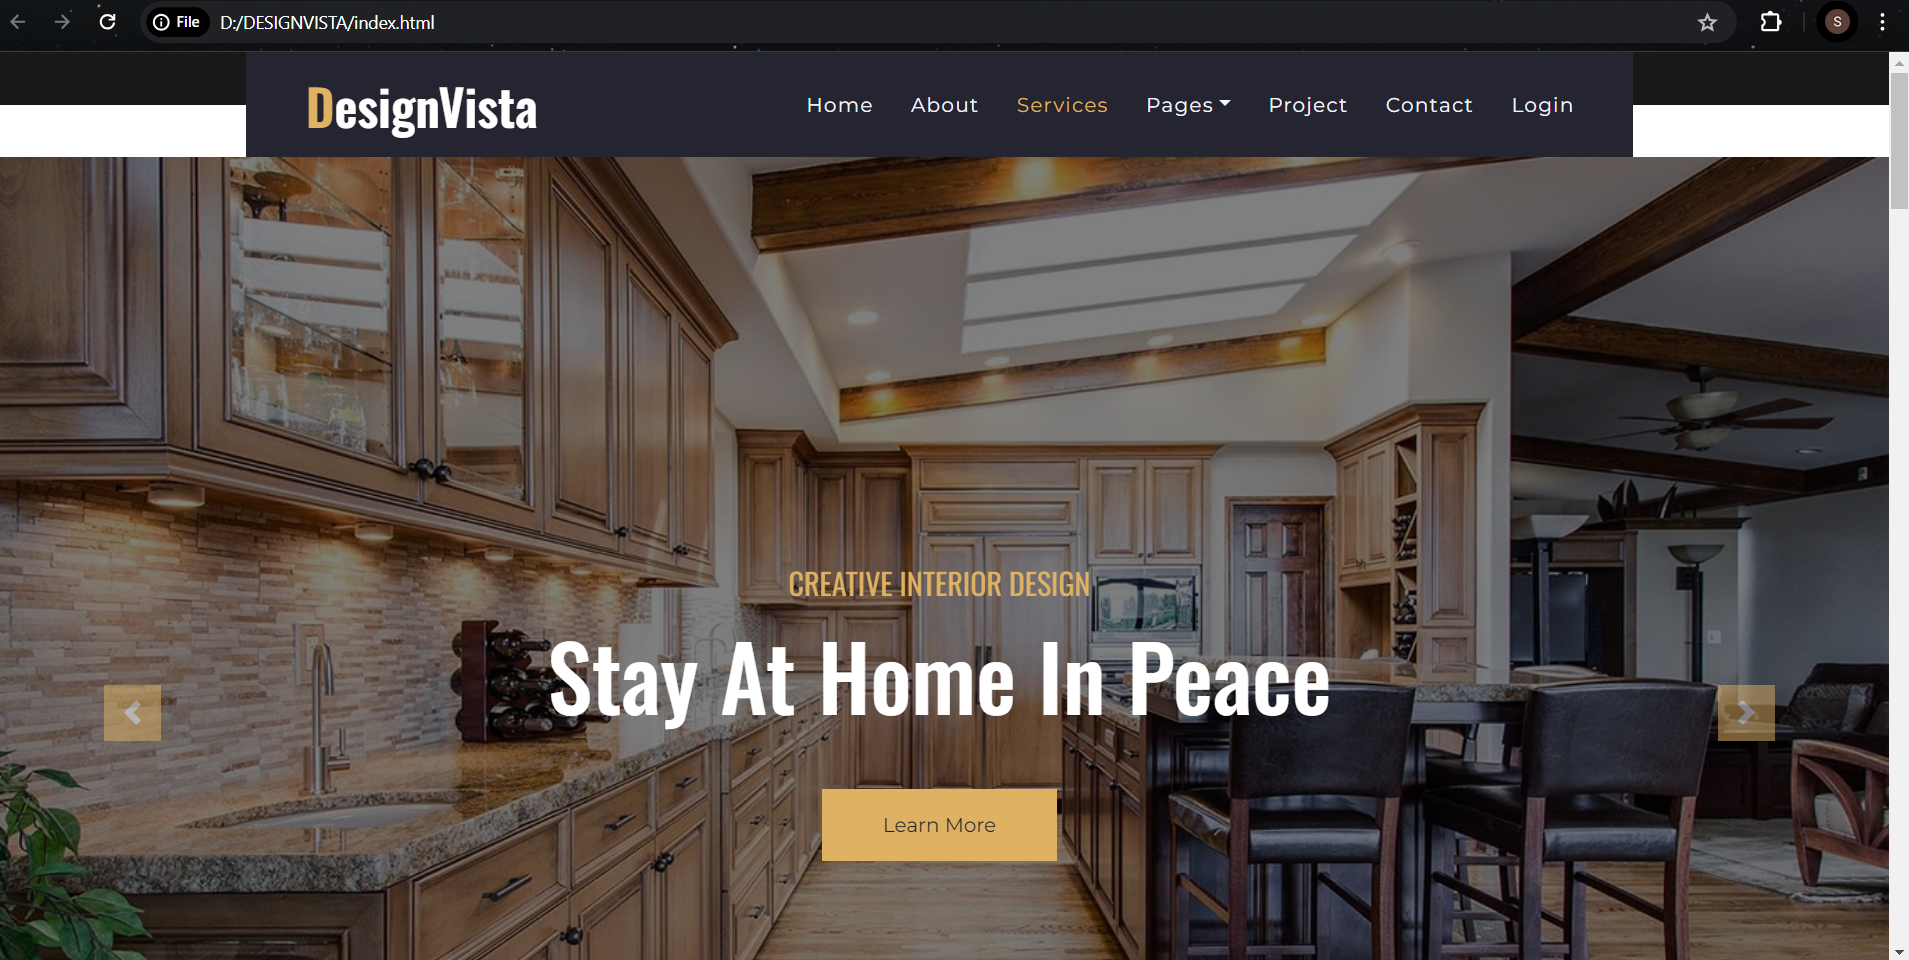 File D:/DESIGNVISTA/index.html S
DesignVista Home About Services Pages Project Contact Login
CREATIVE INTERIOR DESIGN
Stay At Home In Peace
Learn More